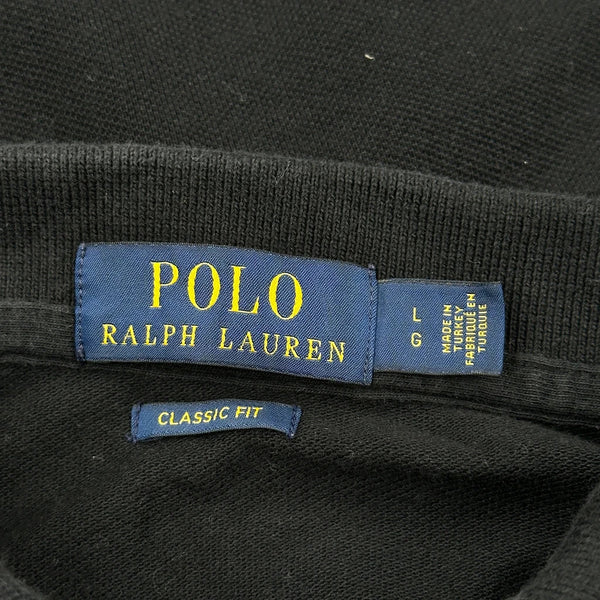 POLO
RALPH LAUREN
L
G
MADE IN
TURKEY
FABRIQUÉ EN
TURQUIE
CLASSIC FIT